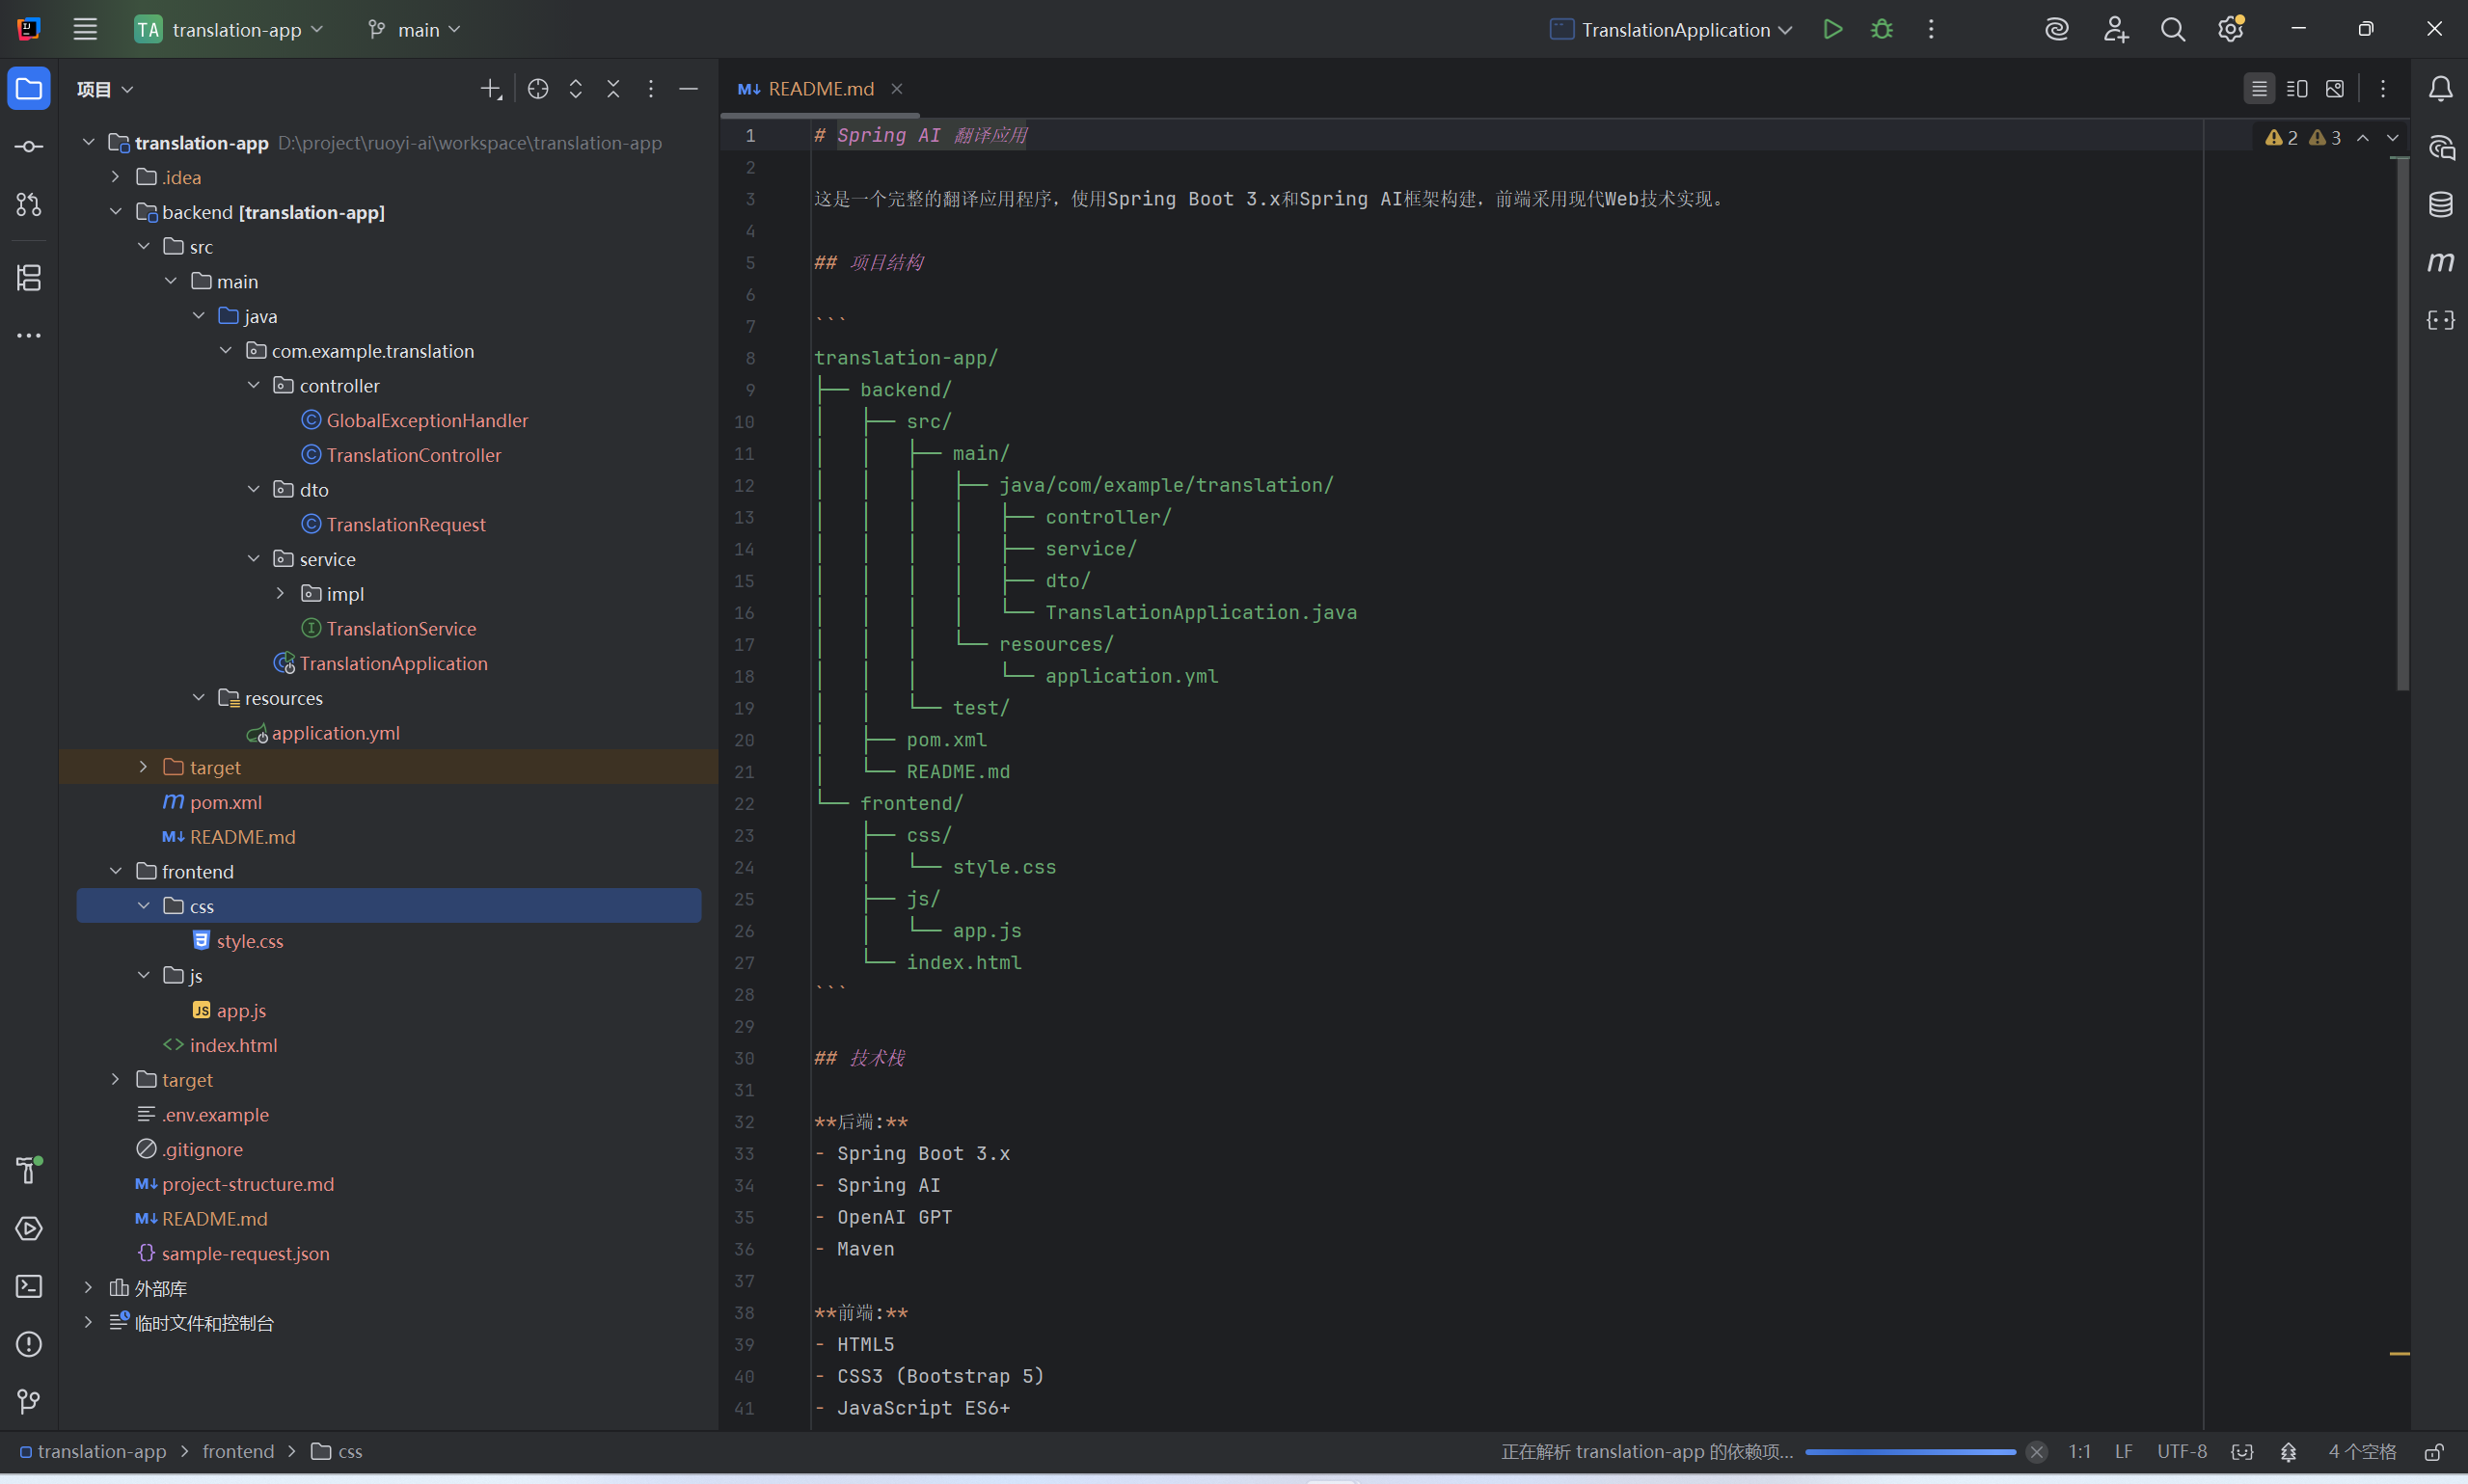 TA translation-app main TranslationApplication
项目
README.md
translation-app D:\project\ruoyi-ai\workspace\translation-app
.idea
backend [translation-app]
src
main
java
com.example.translation
controller
GlobalExceptionHandler
TranslationController
dto
TranslationRequest
service
impl
TranslationService
TranslationApplication
resources
application.yml
target
pom.xml
README.md
frontend
css
style.css
js
app.js
index.html
target
.env.example
.gitignore
project-structure.md
README.md
sample-request.json
外部库
临时文件和控制台
2 3
1 # Spring AI 翻译应用
2
3 这是一个完整的翻译应用程序，使用Spring Boot 3.x和Spring AI框架构建，前端采用现代Web技术实现。
4
5 ## 项目结构
6
7 ```
8 translation-app/
9 ├── backend/
10 │   ├── src/
11 │   │   ├── main/
12 │   │   │   ├── java/com/example/translation/
13 │   │   │   │   ├── controller/
14 │   │   │   │   ├── service/
15 │   │   │   │   ├── dto/
16 │   │   │   │   └── TranslationApplication.java
17 │   │   │   └── resources/
18 │   │   │       └── application.yml
19 │   │   └── test/
20 │   ├── pom.xml
21 │   └── README.md
22 └── frontend/
23     ├── css/
24     │   └── style.css
25     ├── js/
26     │   └── app.js
27     └── index.html
28 ```
29
30 ## 技术栈
31
32 **后端:**
33 - Spring Boot 3.x
34 - Spring AI
35 - OpenAI GPT
36 - Maven
37
38 **前端:**
39 - HTML5
40 - CSS3 (Bootstrap 5)
41 - JavaScript ES6+
translation-app > frontend > css
正在解析 translation-app 的依赖项... 1:1 LF UTF-8 4 个空格